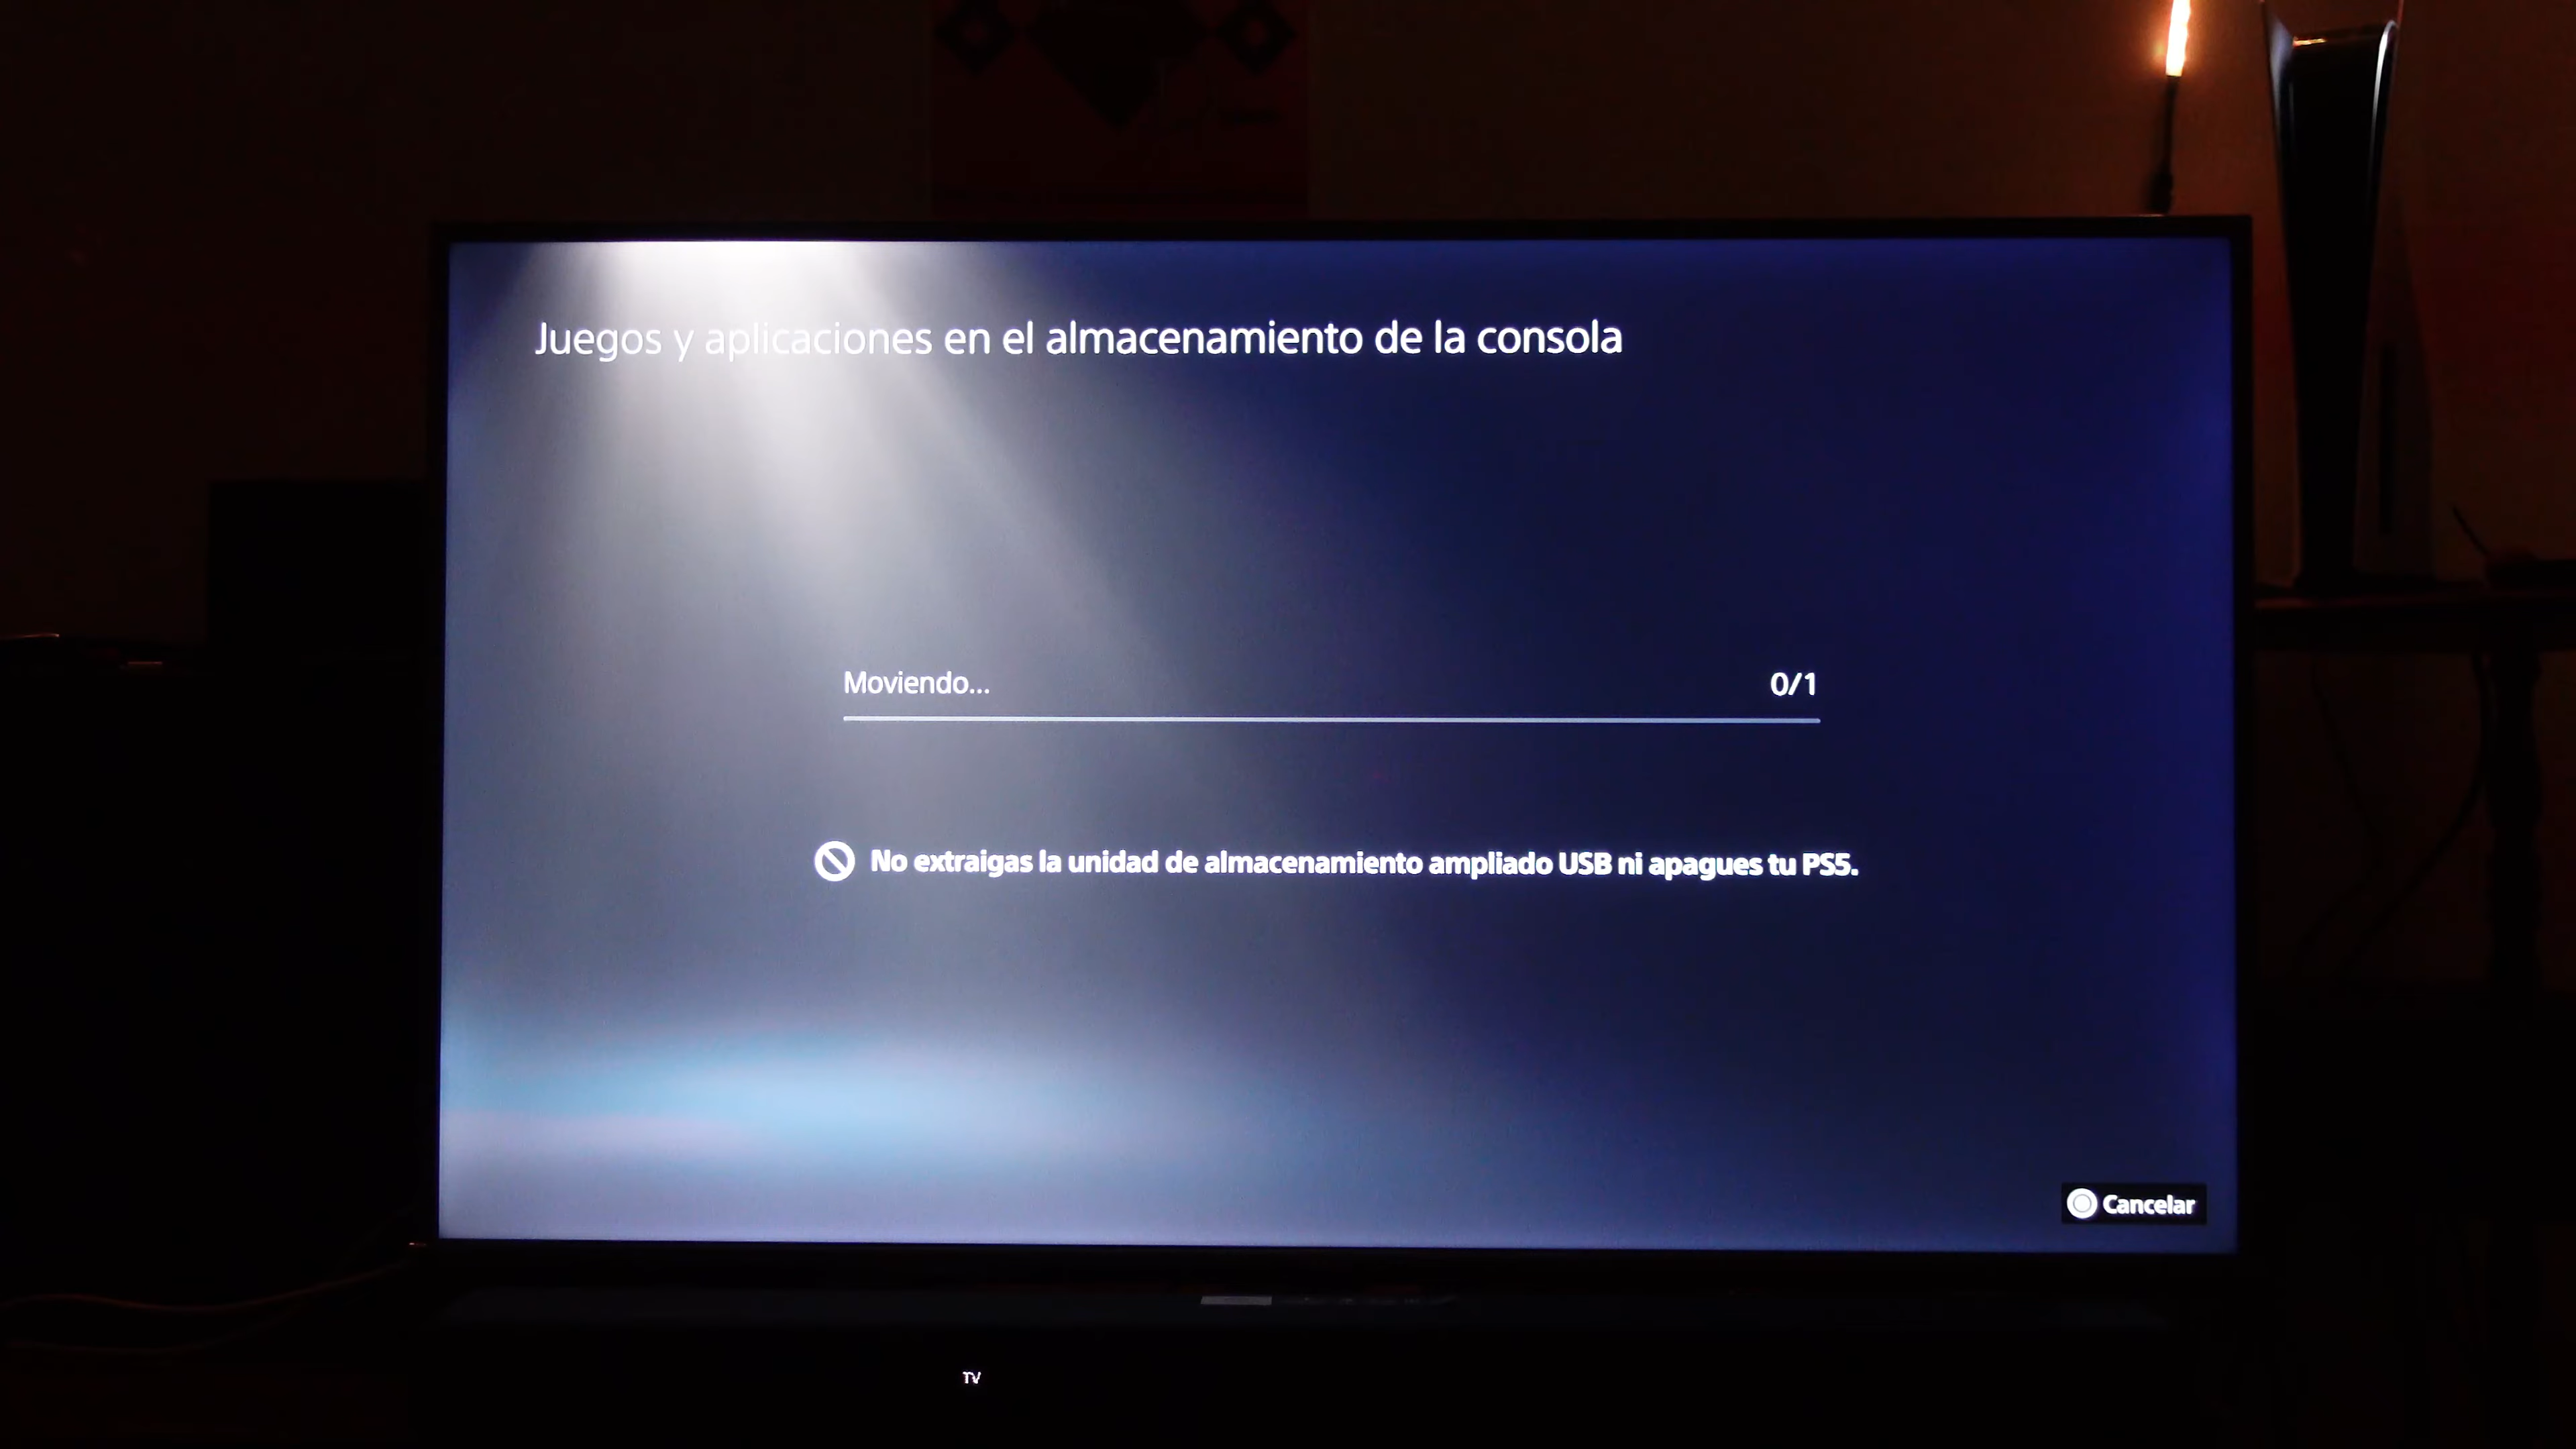 Juegos y aplicaciones en el almacenamiento de la consola
Moviendo... 0/1
No extraigas la unidad de almacenamiento ampliado USB ni apagues tu PS5.
Cancelar
TV